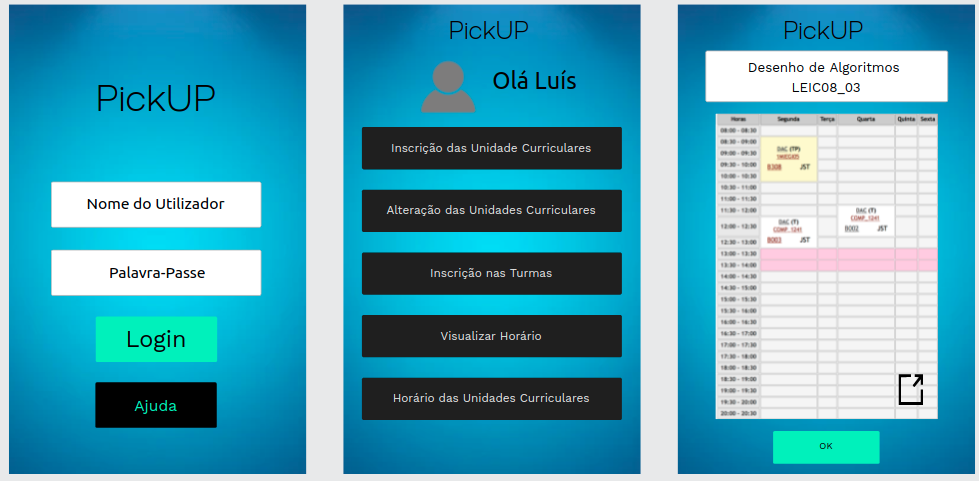 PickUP
Nome do Utilizador
Palavra-Passe
Login
Ajuda
PickUP
Olá Luís
Inscrição das Unidade Curriculares
Alteração das Unidades Curriculares
Inscrição nas Turmas
Visualizar Horário
Horário das Unidades Curriculares
PickUP
Desenho de Algoritmos
LEIC08_03
Horas Segunda Terça Quarta Quinta Sexta
08:00 - 08:30
08:30 - 09:00
09:00 - 09:30
09:30 - 10:00
10:00 - 10:30
10:30 - 11:00
11:00 - 11:30
11:30 - 12:00
12:00 - 12:30
12:30 - 13:00
13:00 - 13:30
13:30 - 14:00
14:00 - 14:30
14:30 - 15:00
15:00 - 15:30
15:30 - 16:00
16:00 - 16:30
16:30 - 17:00
17:00 - 17:30
17:30 - 18:00
18:00 - 18:30
18:30 - 19:00
19:00 - 19:30
19:30 - 20:00
20:00 - 20:30
(TP)
B308 JST
(T)
COMP_1241
B003 JST
(T)
COMP_1241
B002 JST
OK